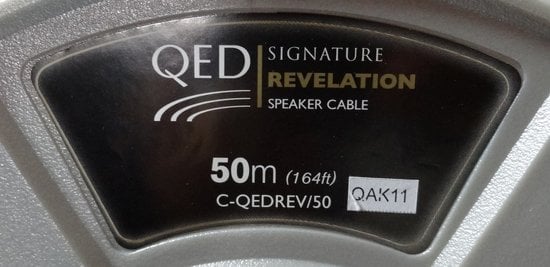 QED
SIGNATURE
REVELATION
SPEAKER CABLE
50m (164ft)
C-QEDREV/50
QAK11